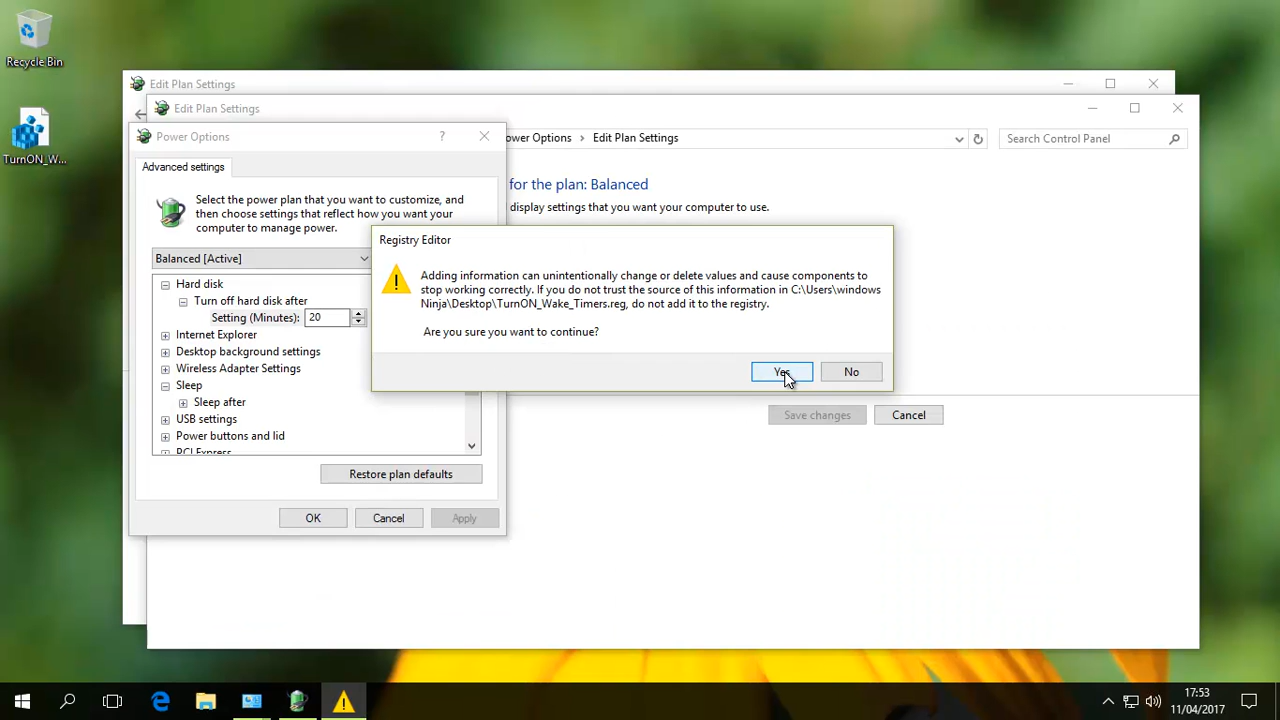 Recycle Bin
TurnON_W...
Edit Plan Settings
Edit Plan Settings
Power Options
?
ower Options > Edit Plan Settings
Search Control Panel
Advanced settings
Select the power plan that you want to customize, and
then choose settings that reflect how you want your
computer to manage power.
for the plan: Balanced
display settings that you want your computer to use.
Balanced [Active]
Hard disk
Turn off hard disk after
Setting (Minutes): 20
Internet Explorer
Desktop background settings
Wireless Adapter Settings
Sleep
Sleep after
USB settings
Power buttons and lid
PCI Express
Restore plan defaults
OK
Cancel
Apply
Registry Editor
Adding information can unintentionally change or delete values and cause components to
stop working correctly. If you do not trust the source of this information in C:\Users\windows
Ninja\Desktop\TurnON_Wake_Timers.reg, do not add it to the registry.
Are you sure you want to continue?
Yes
No
Save changes
Cancel
17:53
11/04/2017